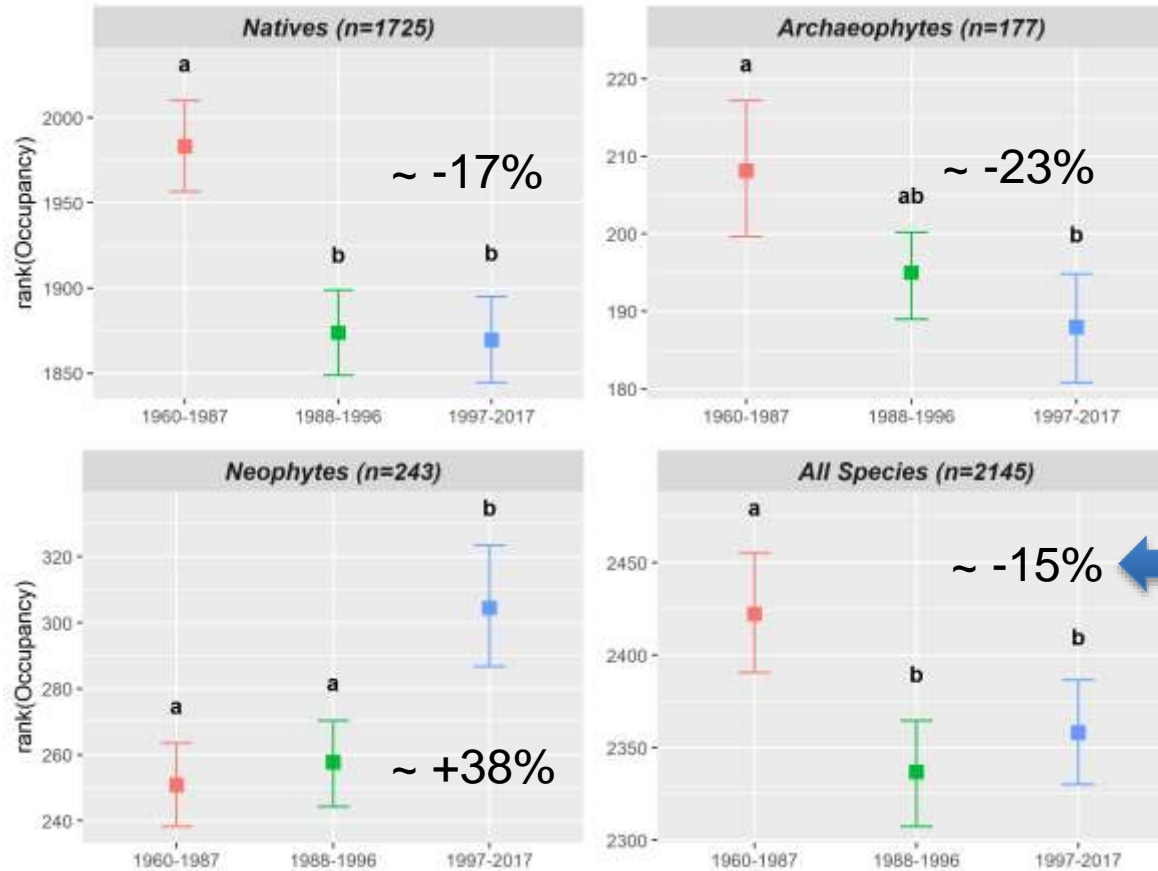 Natives (n=1725)
a
~ -17%
b
b
rank(Occupancy)
2000
1950
1900
1850
1960-1987
1988-1996
1997-2017
Archaeophytes (n=177)
a
~ -23%
ab
b
220
210
200
190
180
1960-1987
1988-1996
1997-2017
Neophytes (n=243)
b
a
a
~ +38%
rank(Occupancy)
320
300
280
260
240
1960-1987
1988-1996
1997-2017
All Species (n=2145)
a
~ -15%
b
b
2450
2400
2350
2300
1960-1987
1988-1996
1997-2017